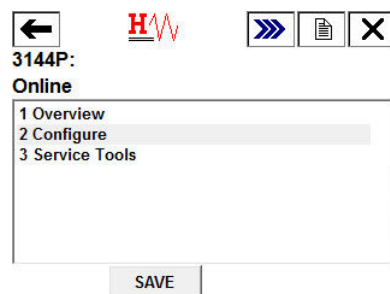 H
3144P:
Online
1 Overview
2 Configure
3 Service Tools
SAVE